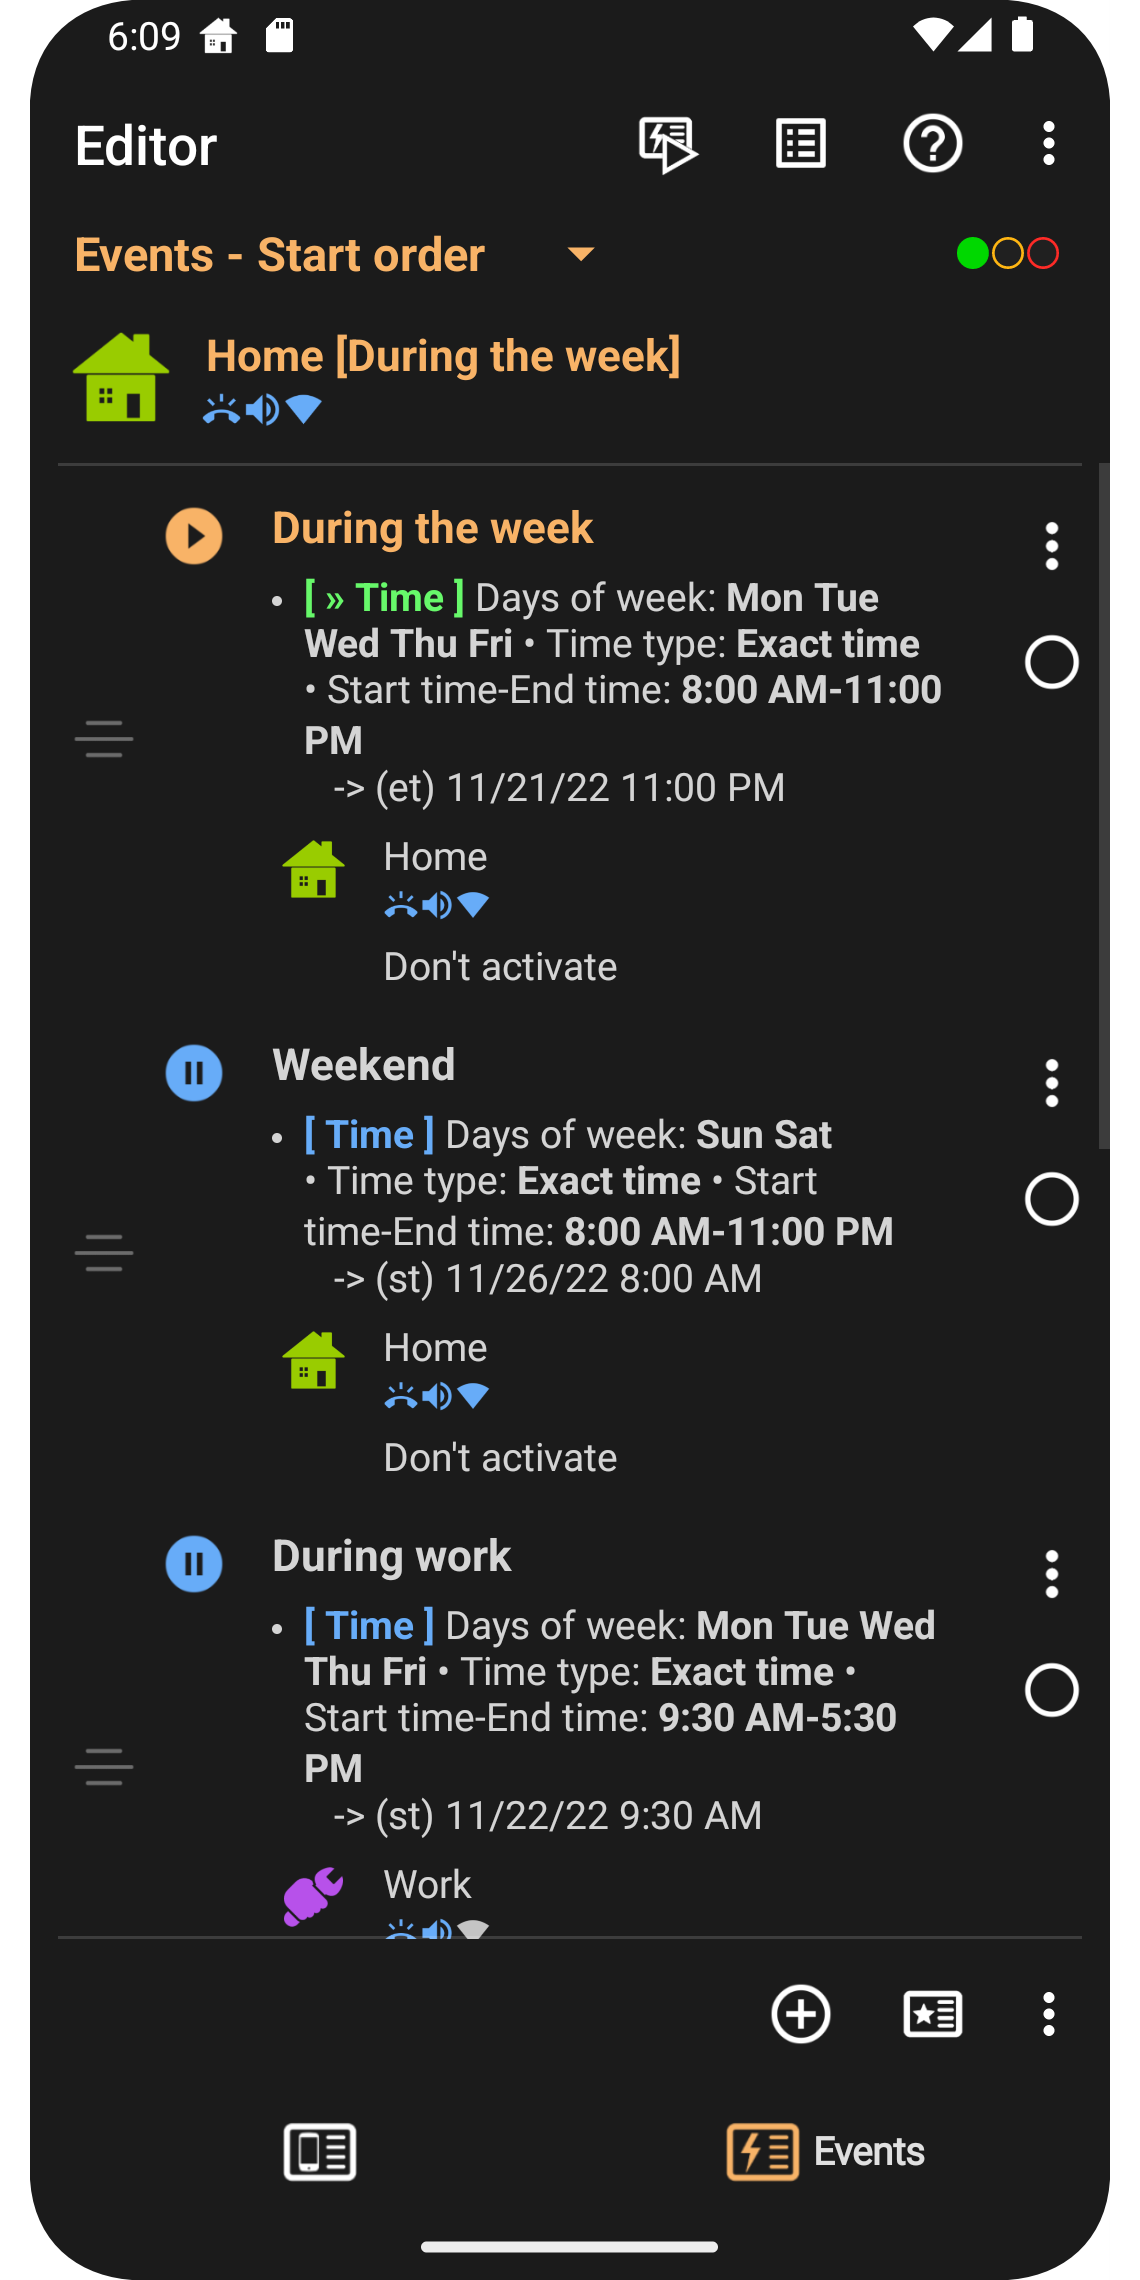 6:09
Editor
Events - Start order
Home [During the week]
During the week
• [ » Time ] Days of week: Mon Tue
Wed Thu Fri • Time type: Exact time
• Start time-End time: 8:00 AM-11:00
PM
-> (et) 11/21/22 11:00 PM
Home
Don't activate
Weekend
• [ Time ] Days of week: Sun Sat
• Time type: Exact time • Start
time-End time: 8:00 AM-11:00 PM
-> (st) 11/26/22 8:00 AM
Home
Don't activate
During work
• [ Time ] Days of week: Mon Tue Wed
Thu Fri • Time type: Exact time •
Start time-End time: 9:30 AM-5:30
PM
-> (st) 11/22/22 9:30 AM
Work
Events